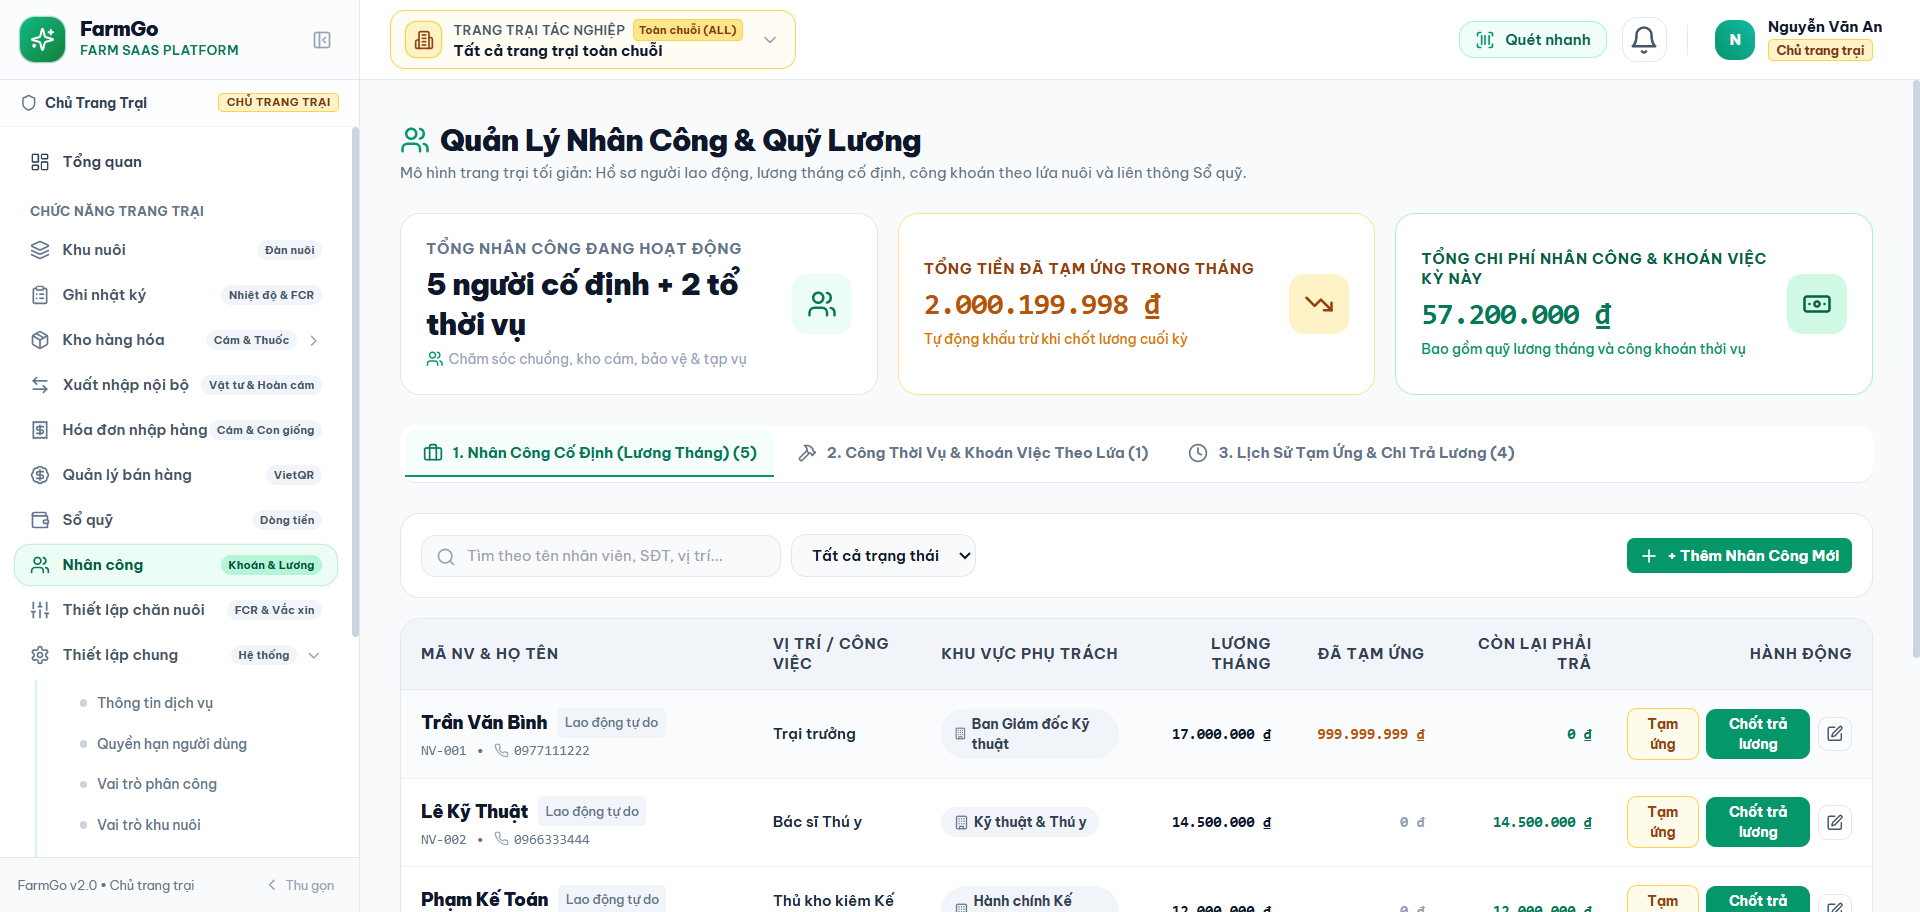 FarmGo
FARM SAAS PLATFORM
TRANG TRẠI TÁC NGHIỆP Toàn chuỗi (ALL)
Tất cả trang trại toàn chuỗi
Quét nhanh
N
Nguyễn Văn An
Chủ trang trại
Chủ Trang Trại CHỦ TRANG TRẠI
Tổng quan
CHỨC NĂNG TRANG TRẠI
Khu nuôi Đàn nuôi
Ghi nhật ký Nhiệt độ & FCR
Kho hàng hóa Cám & Thuốc
Xuất nhập nội bộ Vật tư & Hoàn cám
Hóa đơn nhập hàng Cám & Con giống
Quản lý bán hàng VietQR
Sổ quỹ Dòng tiền
Nhân công Khoán & Lương
Thiết lập chăn nuôi FCR & Vắc xin
Thiết lập chung Hệ thống
Thông tin dịch vụ
Quyền hạn người dùng
Vai trò phân công
Vai trò khu nuôi
FarmGo v2.0 • Chủ trang trại Thu gọn
Quản Lý Nhân Công & Quỹ Lương
Mô hình trang trại tối giản: Hồ sơ người lao động, lương tháng cố định, công khoán theo lứa nuôi và liên thông Sổ quỹ.
TỔNG NHÂN CÔNG ĐANG HOẠT ĐỘNG
5 người cố định + 2 tổ
thời vụ
Chăm sóc chuồng, kho cám, bảo vệ & tạp vụ
TỔNG TIỀN ĐÃ TẠM ỨNG TRONG THÁNG
2.000.199.998 ₫
Tự động khấu trừ khi chốt lương cuối kỳ
TỔNG CHI PHÍ NHÂN CÔNG & KHOÁN VIỆC
KỲ NÀY
57.200.000 ₫
Bao gồm quỹ lương tháng và công khoán thời vụ
1. Nhân Công Cố Định (Lương Tháng) (5)
2. Công Thời Vụ & Khoán Việc Theo Lứa (1)
3. Lịch Sử Tạm Ứng & Chi Trả Lương (4)
Tìm theo tên nhân viên, SĐT, vị trí...
Tất cả trạng thái
+ Thêm Nhân Công Mới
MÃ NV & HỌ TÊN
VỊ TRÍ / CÔNG
VIỆC
KHU VỰC PHỤ TRÁCH
LƯƠNG
THÁNG
ĐÃ TẠM ỨNG
CÒN LẠI PHẢI
TRẢ
HÀNH ĐỘNG
Trần Văn Bình Lao động tự do
NV-001 • 0977111222
Trại trưởng
Ban Giám đốc Kỹ
thuật
17.000.000 ₫
999.999.999 ₫
0 ₫
Tạm
ứng
Chốt trả
lương
Lê Kỹ Thuật Lao động tự do
NV-002 • 0966333444
Bác sĩ Thú y
Kỹ thuật & Thú y
14.500.000 ₫
0 ₫
14.500.000 ₫
Tạm
ứng
Chốt trả
lương
Phạm Kế Toán Lao động tự do
Thủ kho kiêm Kế
Hành chính Kế
12.000.000 ₫
0 ₫
12.000.000 ₫
Tạm
Chốt trả